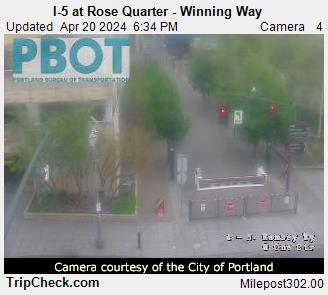 I-5 at Rose Quarter - Winning Way
Updated Apr 20 2024 6:34 PM Camera 4
PBOT
PORTLAND BUREAU OF TRANSPORTATION
Camera courtesy of the City of Portland
TripCheck.com Milepost302.00